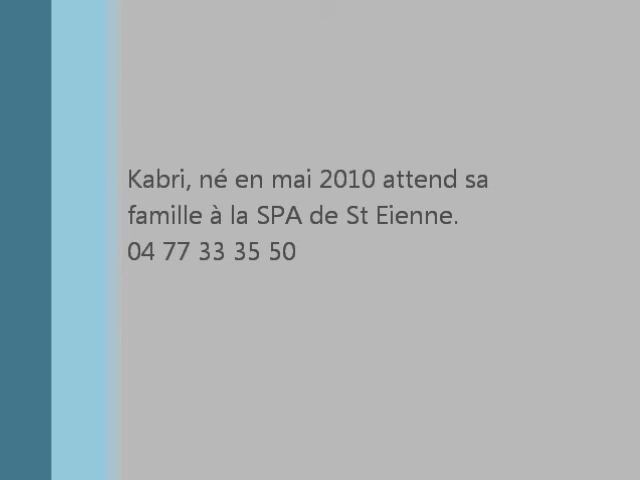 Kabri, né en mai 2010 attend sa
famille à la SPA de St Eienne.
04 77 33 35 50